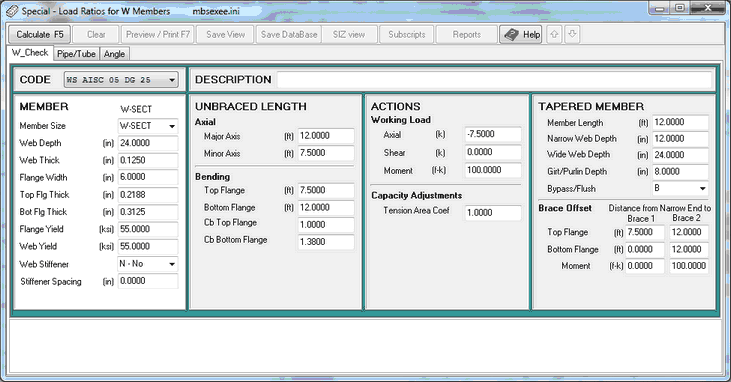 Special - Load Ratios for W Members mbsexee.ini
Calculate F5 Clear Preview / Print F7 Save View Save DataBase SIZ view Subscripts Reports Help
W_Check Pipe/Tube Angle
CODE WS AISC 05 DG 25 DESCRIPTION
MEMBER W-SECT
Member Size W-SECT
Web Depth (in) 24.0000
Web Thick (in) 0.1250
Flange Width (in) 6.0000
Top Flg Thick (in) 0.2188
Bot Flg Thick (in) 0.3125
Flange Yield (ksi) 55.0000
Web Yield (ksi) 55.0000
Web Stiffener N - No
Stiffener Spacing (in) 0.0000
UNBRACED LENGTH
Axial
Major Axis (ft) 12.0000
Minor Axis (ft) 7.5000
Bending
Top Flange (ft) 7.5000
Bottom Flange (ft) 12.0000
Cb Top Flange 1.0000
Cb Bottom Flange 1.3800
ACTIONS
Working Load
Axial (k) -7.5000
Shear (k) 0.0000
Moment (f-k) 100.0000
Capacity Adjustments
Tension Area Coef 1.0000
TAPERED MEMBER
Member Length (ft) 12.0000
Narrow Web Depth (in) 12.0000
Wide Web Depth (in) 24.0000
Girt/Purlin Depth (in) 8.0000
Bypass/Flush B
Brace Offset Distance from Narrow End to
Brace 1 Brace 2
Top Flange (ft) 7.5000 12.0000
Bottom Flange (ft) 0.0000 12.0000
Moment (f-k) 0.0000 100.0000